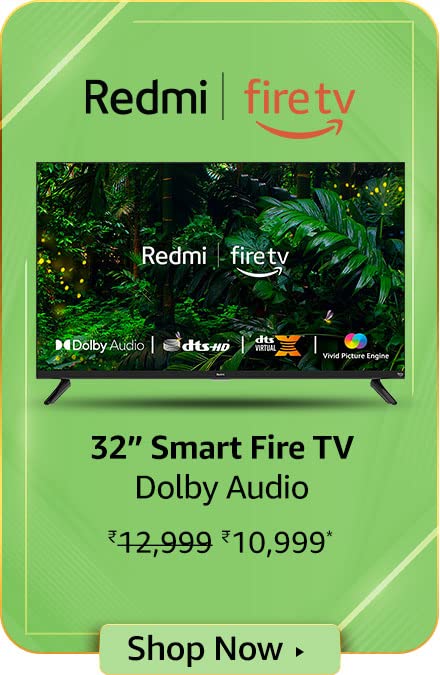 Redmi | fire tv
Redmi | fire tv
Dolby Audio | dts-HD | dts VIRTUAL X | Vivid Picture Engine
32” Smart Fire TV
Dolby Audio
₹12,999 ₹10,999*
Shop Now ▸